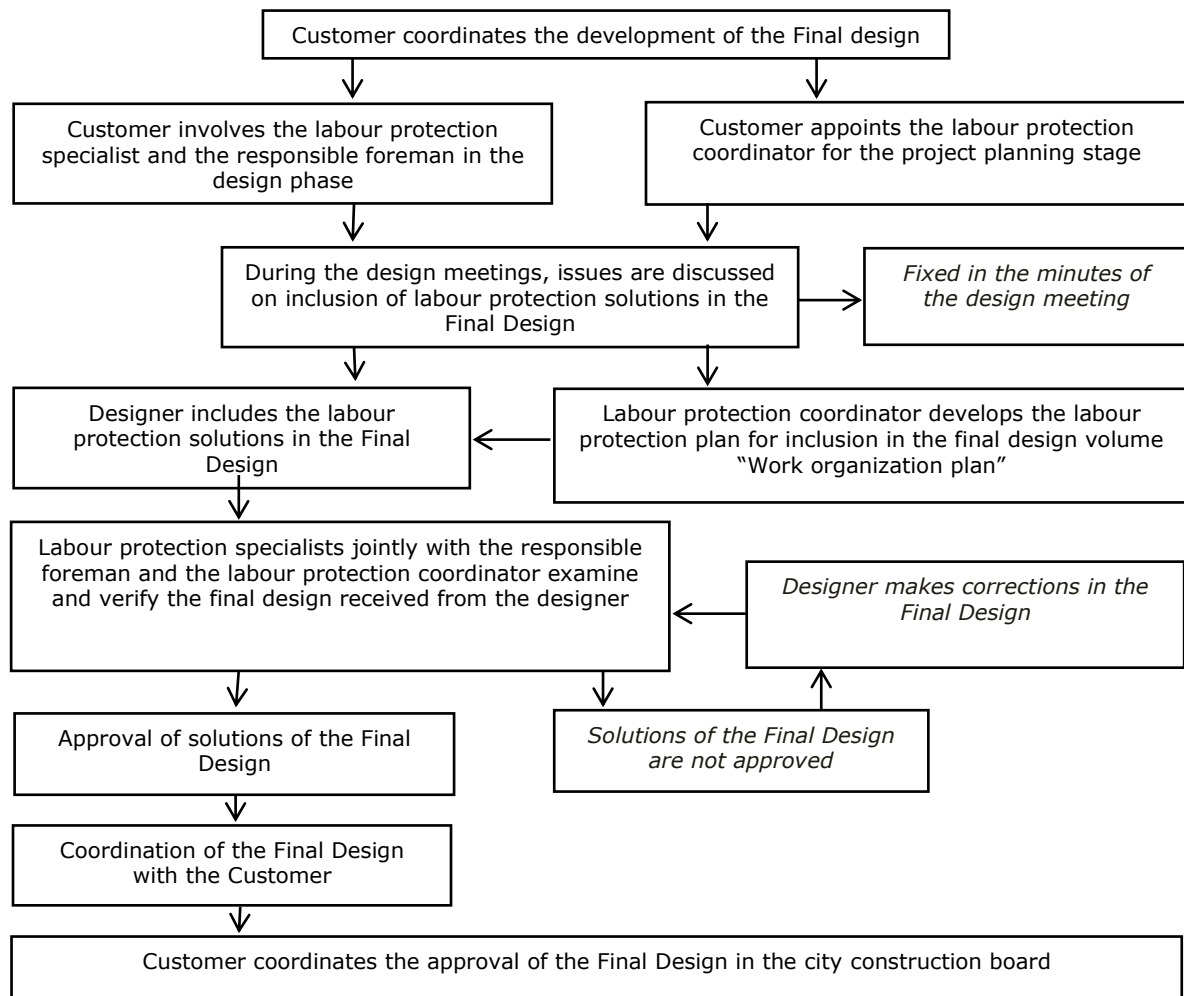 Customer coordinates the development of the Final design
Customer involves the labour protection
specialist and the responsible foreman in the
design phase
Customer appoints the labour protection
coordinator for the project planning stage
During the design meetings, issues are discussed
on inclusion of labour protection solutions in the
Final Design
Fixed in the minutes of
the design meeting
Designer includes the labour
protection solutions in the Final
Design
Labour protection coordinator develops the labour
protection plan for inclusion in the final design volume
“Work organization plan”
Labour protection specialists jointly with the responsible
foreman and the labour protection coordinator examine
and verify the final design received from the designer
Designer makes corrections in the
Final Design
Approval of solutions of the Final
Design
Solutions of the Final Design
are not approved
Coordination of the Final Design
with the Customer
Customer coordinates the approval of the Final Design in the city construction board